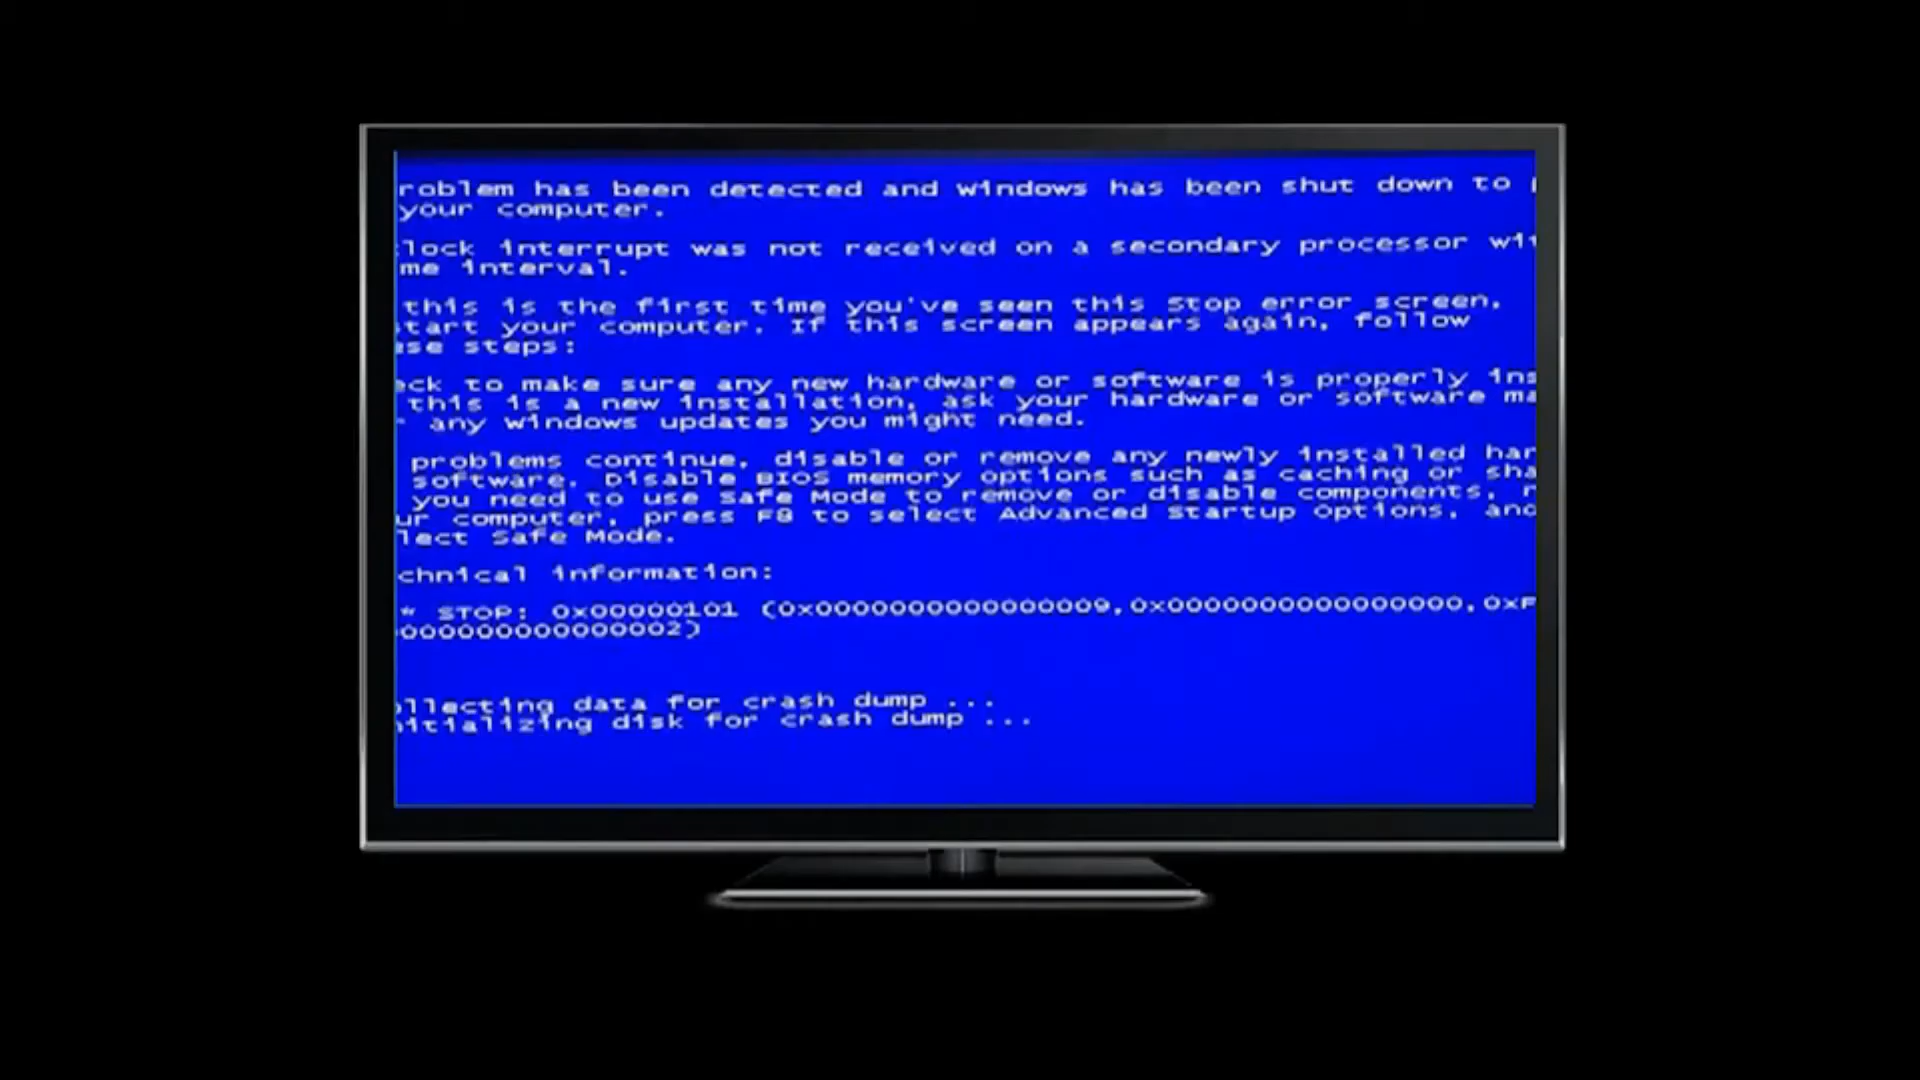 roblem has been detected and Windows has been shut down to
your computer.
lock interrupt was not received on a secondary processor wit
me interval.
this is the first time you've seen this Stop error screen,
tart your computer. If this screen appears again, follow
ese steps:
eck to make sure any new hardware or software is properly ins
this is a new installation, ask your hardware or software ma
any Windows updates you might need.
problems continue, disable or remove any newly installed har
software. Disable BIOS memory options such as caching or sha
you need to use Safe Mode to remove or disable components, r
ur computer, press F8 to select Advanced Startup Options, and
lect Safe Mode.
chnical information:
* STOP: 0x00000101 (0x0000000000000009,0x0000000000000000,0xF
000000000000002)
ollecting data for crash dump ...
nitializing disk for crash dump ...